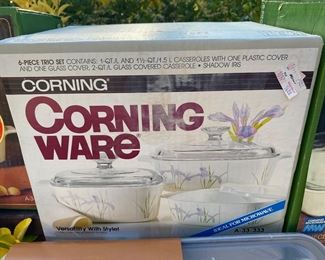 6-PIECE TRIO SET CONTAINS: 1-QT./L AND 1½-QT./1.5 L CASSEROLES WITH ONE PLASTIC COVER
AND ONE GLASS COVER, 2-QT./L GLASS COVERED CASSEROLE • SHADOW IRIS
CORNING
CORNING
WARE®
Versatility With Style!
IDEAL FOR MICROWAVE
A-33-333